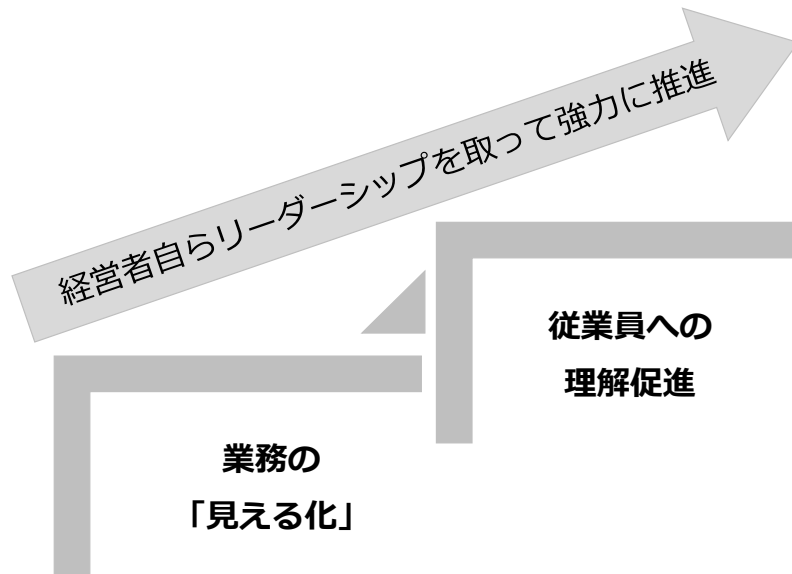 経営者自らリーダーシップを取って強力に推進
従業員への
理解促進
業務の
「見える化」